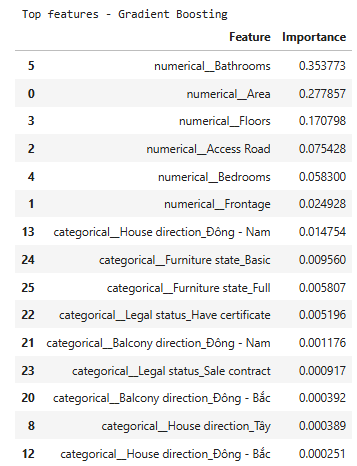 Top features - Gradient Boosting
Feature Importance
5 numerical__Bathrooms 0.353773
0 numerical__Area 0.277857
3 numerical__Floors 0.170798
2 numerical__Access Road 0.075428
4 numerical__Bedrooms 0.058300
1 numerical__Frontage 0.024928
13 categorical__House direction_Đông - Nam 0.014754
24 categorical__Furniture state_Basic 0.009560
25 categorical__Furniture state_Full 0.005807
22 categorical__Legal status_Have certificate 0.005196
21 categorical__Balcony direction_Đông - Nam 0.001176
23 categorical__Legal status_Sale contract 0.000917
20 categorical__Balcony direction_Đông - Bắc 0.000392
8 categorical__House direction_Tây 0.000389
12 categorical__House direction_Đông - Bắc 0.000251